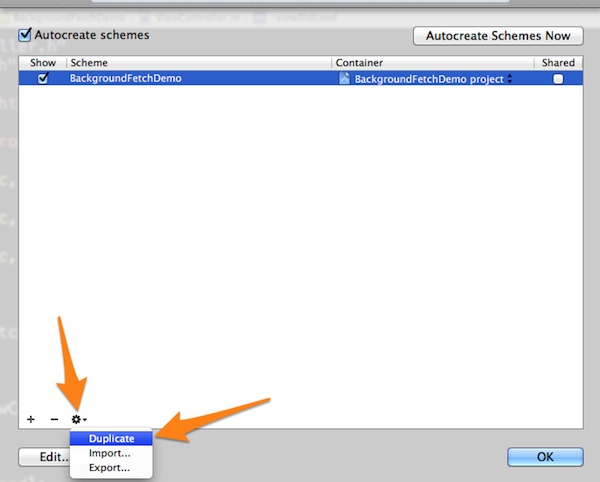 Autocreate schemes
Autocreate Schemes Now
Show Scheme Container Shared
BackgroundFetchDemo BackgroundFetchDemo project
Duplicate
Import...
Export...
Edit..
OK